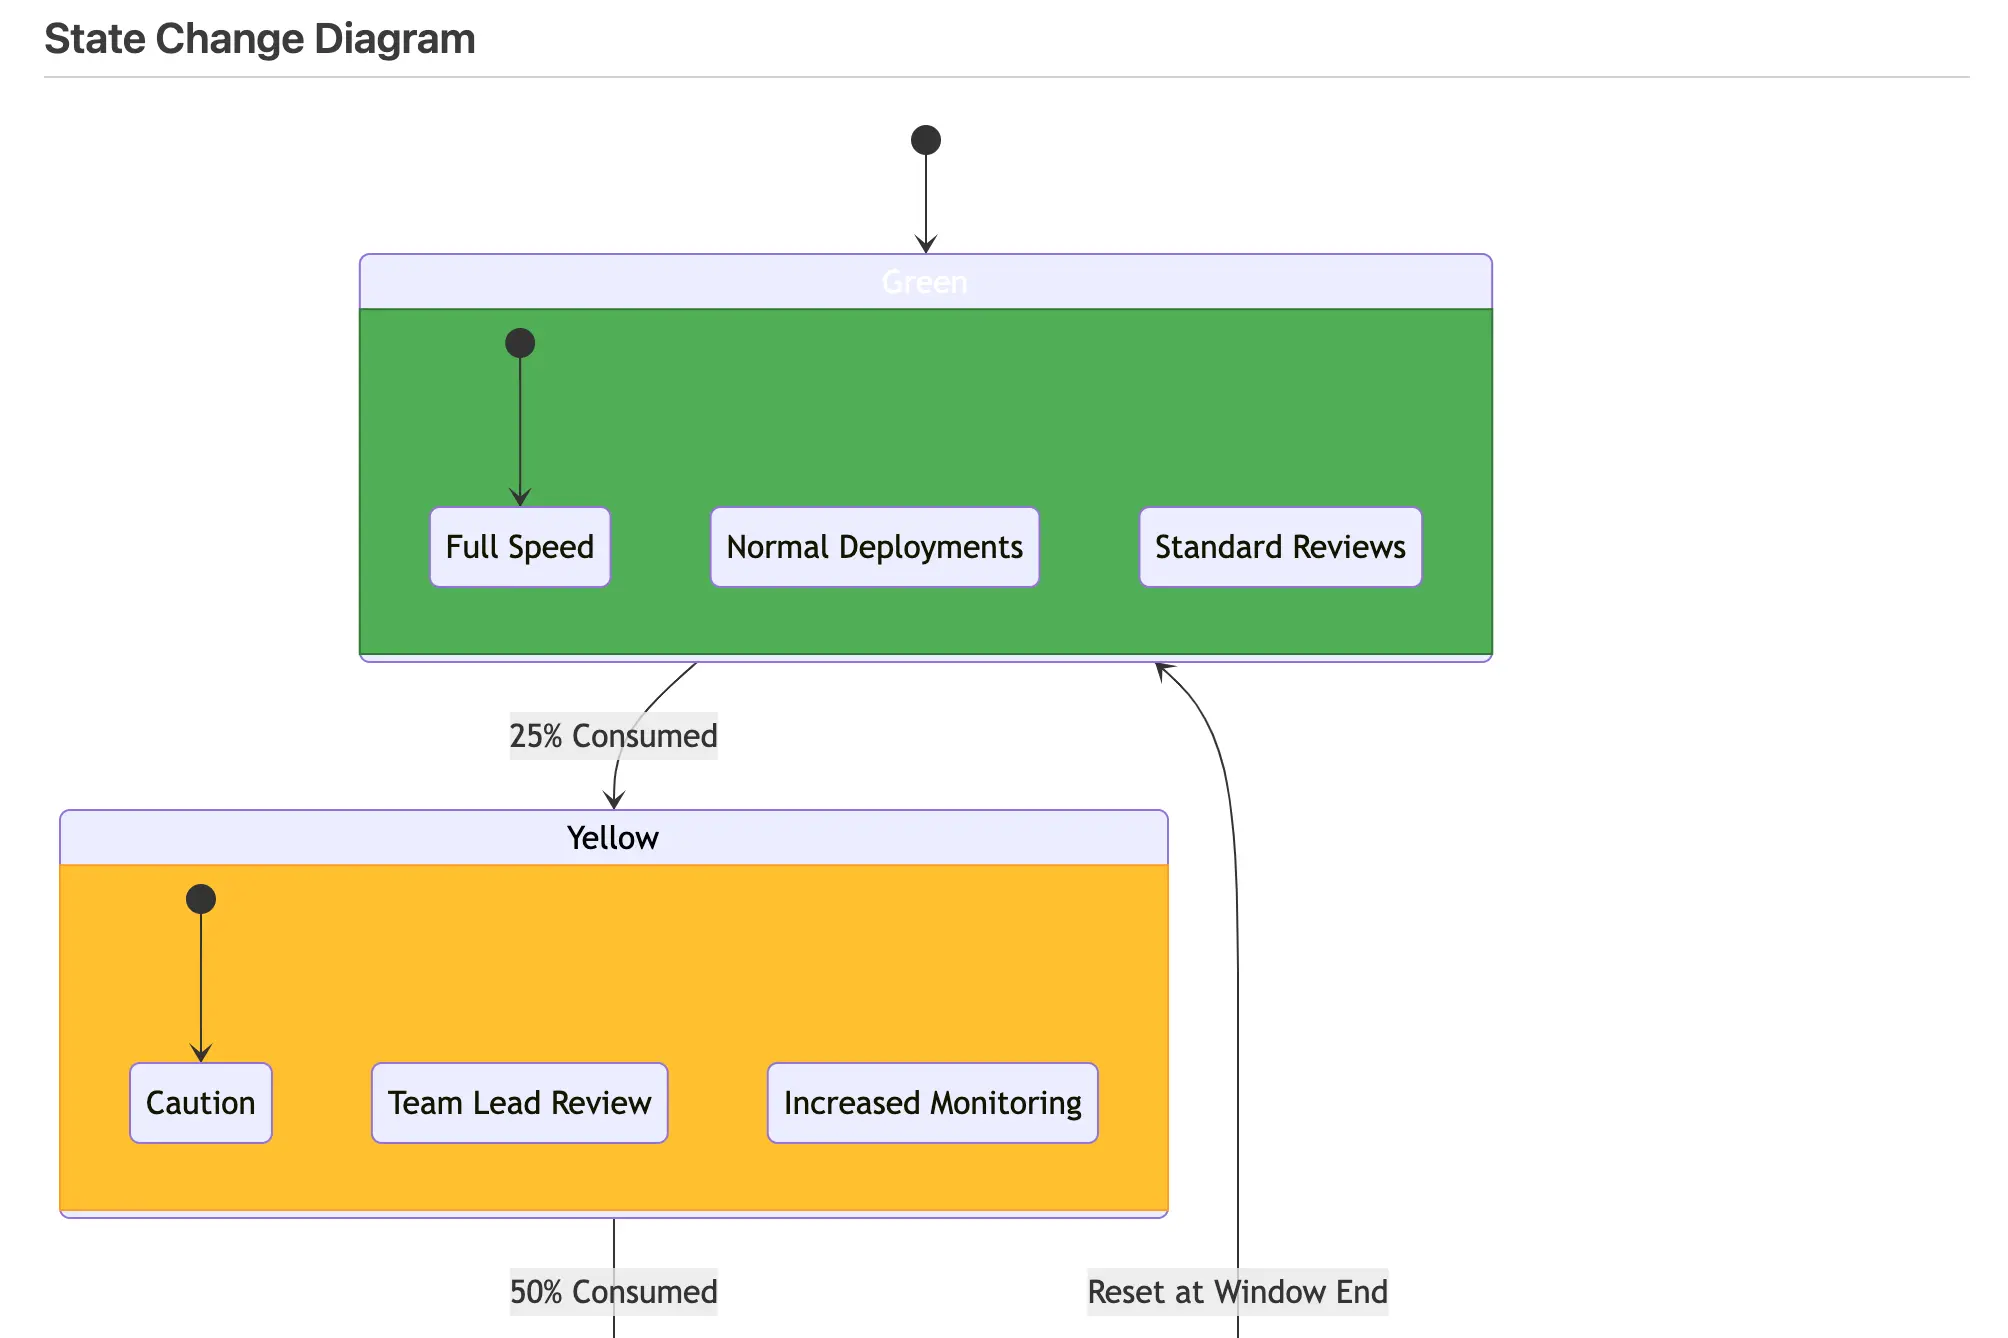 State Change Diagram
Green
Full Speed
Normal Deployments
Standard Reviews
25% Consumed
Yellow
Caution
Team Lead Review
Increased Monitoring
50% Consumed
Reset at Window End